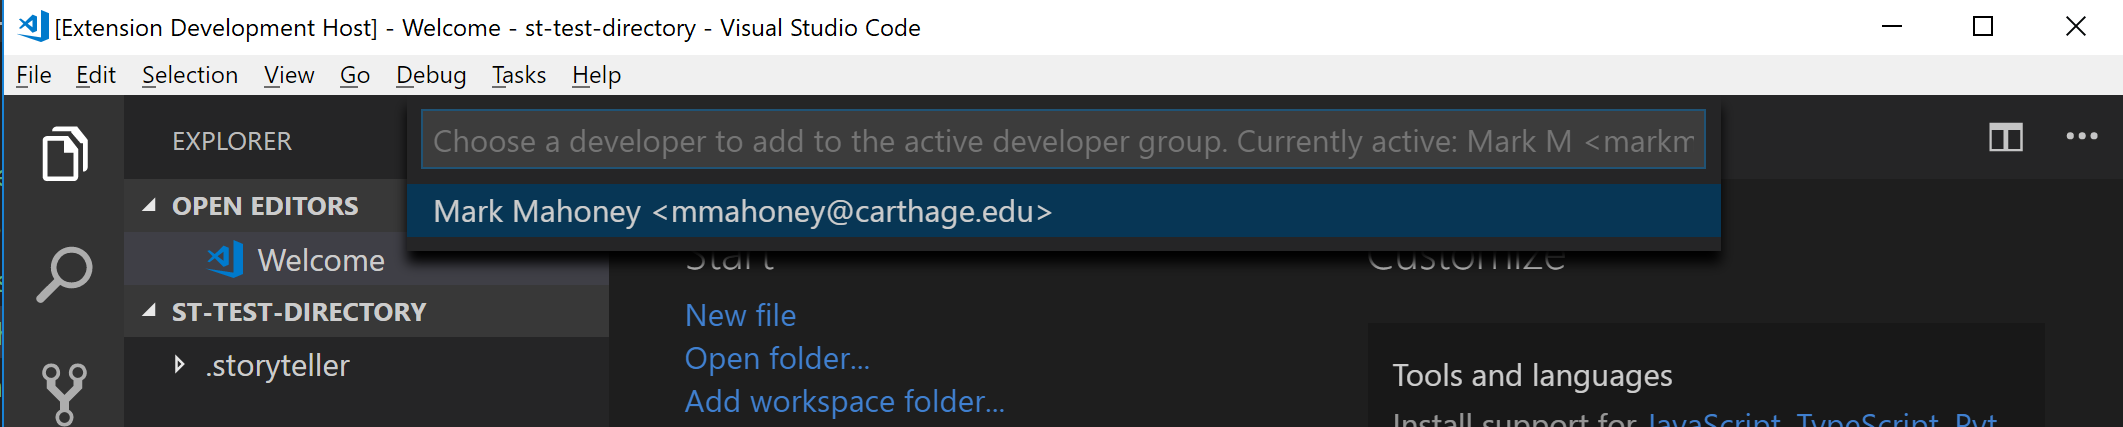 [Extension Development Host] - Welcome - st-test-directory - Visual Studio Code
File Edit Selection View Go Debug Tasks Help
EXPLORER
Choose a developer to add to the active developer group. Currently active: Mark M <markm
Mark Mahoney <mmahoney@carthage.edu>
OPEN EDITORS
Welcome
ST-TEST-DIRECTORY
.storyteller
Start
New file
Open folder...
Add workspace folder...
Customize
Tools and languages
Install support for JavaScript, TypeScript, Pyt